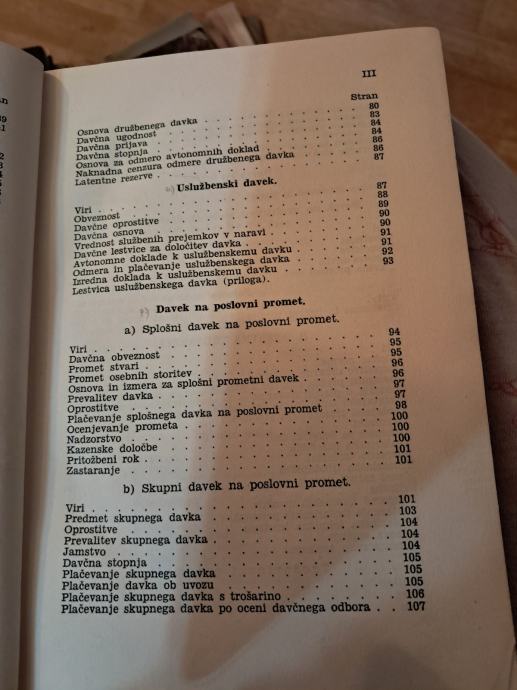 III
Stran
Osnova družbenega davka . . . . . . 80
Davčna ugodnost . . . . . . 83
Davčna prijava . . . . . . 84
Davčna stopnja . . . . . . 84
Osnova za odmero avtonomnih doklad . . . . . . 86
Naknadna cenzura odmere družbenega davka . . . . . . 86
Latentne rezerve . . . . . . 87
Uslužbenski davek.
Viri . . . . . . 87
Obveznost . . . . . . 88
Davčne oprostitve . . . . . . 89
Davčna osnova . . . . . . 90
Vrednost službenih prejemkov v naravi . . . . . . 90
Davčne lestvice za določitev davka . . . . . . 91
Avtonomne doklade k uslužbenskemu davku . . . . . . 91
Odmera in plačevanje uslužbenskega davka . . . . . . 92
Izredna doklada k uslužbenskemu davku . . . . . . 93
Lestvica uslužbenskega davka (priloga).
Davek na poslovni promet.
a) Splošni davek na poslovni promet.
Viri . . . . . . 94
Davčna obveznost . . . . . . 95
Promet stvari . . . . . . 95
Promet osebnih storitev . . . . . . 96
Osnova in izmera za splošni prometni davek . . . . . . 96
Prevalitev davka . . . . . . 97
Oprostitve . . . . . . 97
Plačevanje splošnega davka na poslovni promet . . . . . . 98
Ocenjevanje prometa . . . . . . 100
Nadzorstvo . . . . . . 100
Kazenske določbe . . . . . . 100
Pritožbeni rok . . . . . . 101
Zastaranje . . . . . . 101
b) Skupni davek na poslovni promet.
Viri . . . . . . 101
Predmet skupnega davka . . . . . . 103
Oprostitve . . . . . . 104
Prevalitev skupnega davka . . . . . . 104
Jamstvo . . . . . . 104
Davčna stopnja . . . . . . 105
Plačevanje skupnega davka . . . . . . 105
Plačevanje davka ob uvozu . . . . . . 105
Plačevanje skupnega davka s trošarino . . . . . . 106
Plačevanje skupnega davka po oceni davčnega odbora . . 107